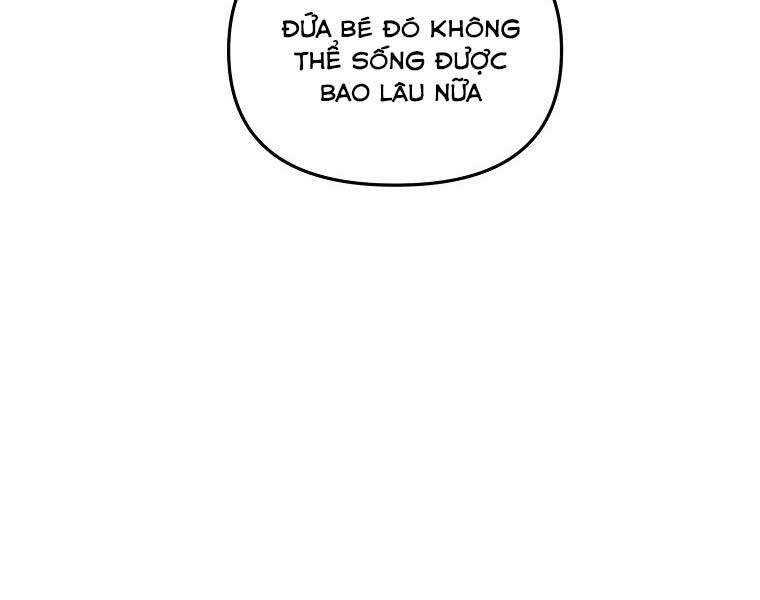 ĐỨA BÉ ĐÓ KHÔNG
THỂ SỐNG ĐƯỢC
BAO LÂU NỮA